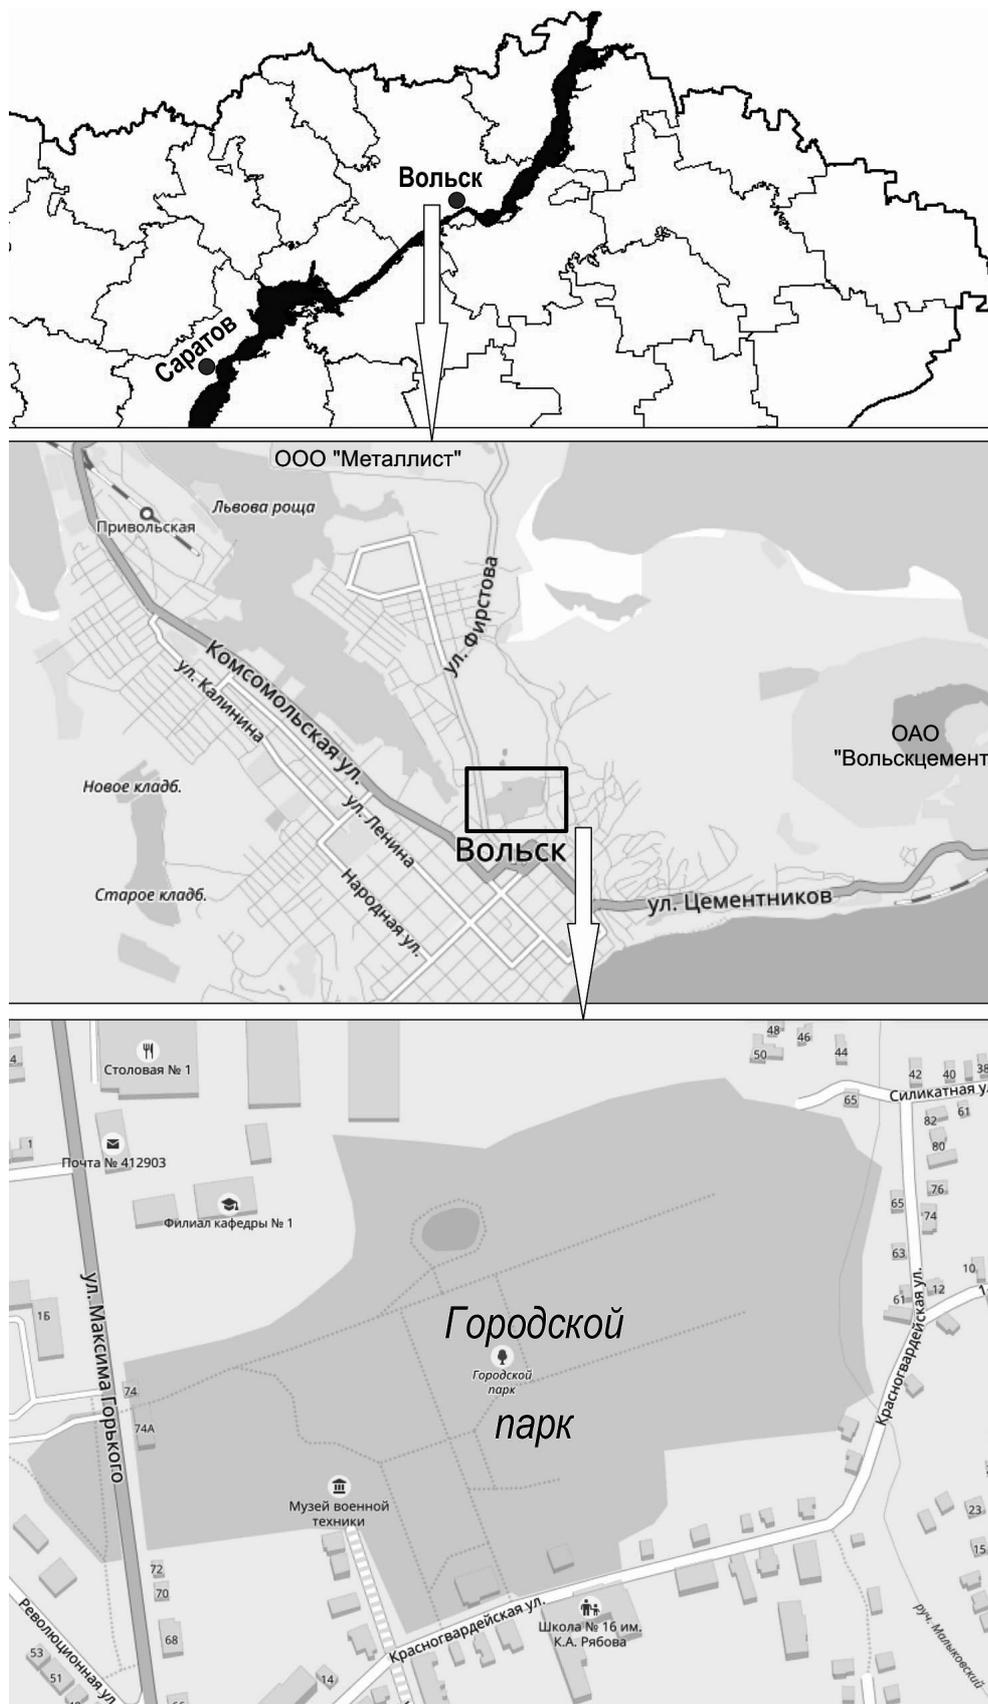 Вольск
Саратов
ООО "Металлист"
Львова роща
Привольская
ул. Фирстова
Комсомольская ул.
ул. Калинина
ОАО
"Вольскцемент
Новое кладб.
ул. Ленина
Вольск
Народная ул.
Старое кладб.
ул. Цементников
48
46
50
44
4
Столовая № 1
42
40
38
65
Силикатная ул
82
61
1
Почта № 412903
80
76
Филиал кафедры № 1
65
74
63
10
12
61
1Б
ул. Максима Горького
Городской
Городской
парк
парк
Красногвардейская ул.
74
74А
Музей военной
техники
23
15
72
70
Революционная ул.
68
Красногвардейская ул.
Школа № 16 им.
К.А. Рябова
руч. Малыковский
53
51
14